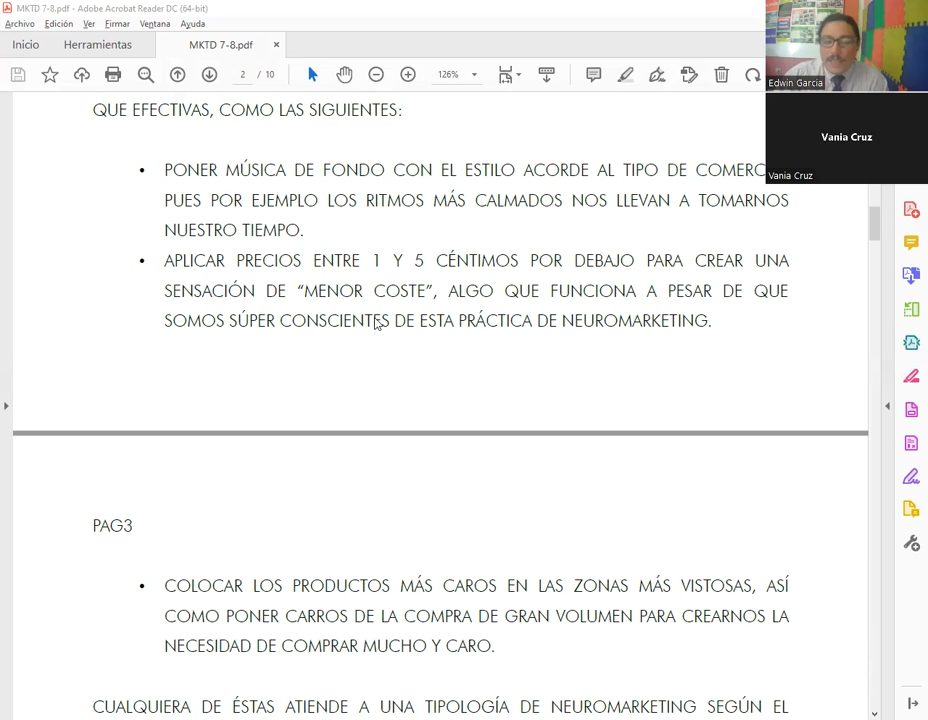 MKTD 7-8.pdf - Adobe Acrobat Reader DC (64-bit)
Archivo Edición Ver Firmar Ventana Ayuda
Inicio Herramientas MKTD 7-8.pdf ×
2 / 10 126%
Edwin Garcia
Vania Cruz
Vania Cruz
QUE EFECTIVAS, COMO LAS SIGUIENTES:
• PONER MÚSICA DE FONDO CON EL ESTILO ACORDE AL TIPO DE
PUES POR EJEMPLO LOS RITMOS MÁS CALMADOS NOS LLEVAN A TOMARNOS
NUESTRO TIEMPO.
• APLICAR PRECIOS ENTRE 1 Y 5 CÉNTIMOS POR DEBAJO PARA CREAR UNA
SENSACIÓN DE “MENOR COSTE”, ALGO QUE FUNCIONA A PESAR DE QUE
SOMOS SÚPER CONSCIENTES DE ESTA PRÁCTICA DE NEUROMARKETING.
PAG3
• COLOCAR LOS PRODUCTOS MÁS CAROS EN LAS ZONAS MÁS VISTOSAS, ASÍ
COMO PONER CARROS DE LA COMPRA DE GRAN VOLUMEN PARA CREARNOS LA
NECESIDAD DE COMPRAR MUCHO Y CARO.
CUALQUIERA DE ÉSTAS ATIENDE A UNA TIPOLOGÍA DE NEUROMARKETING SEGÚN EL